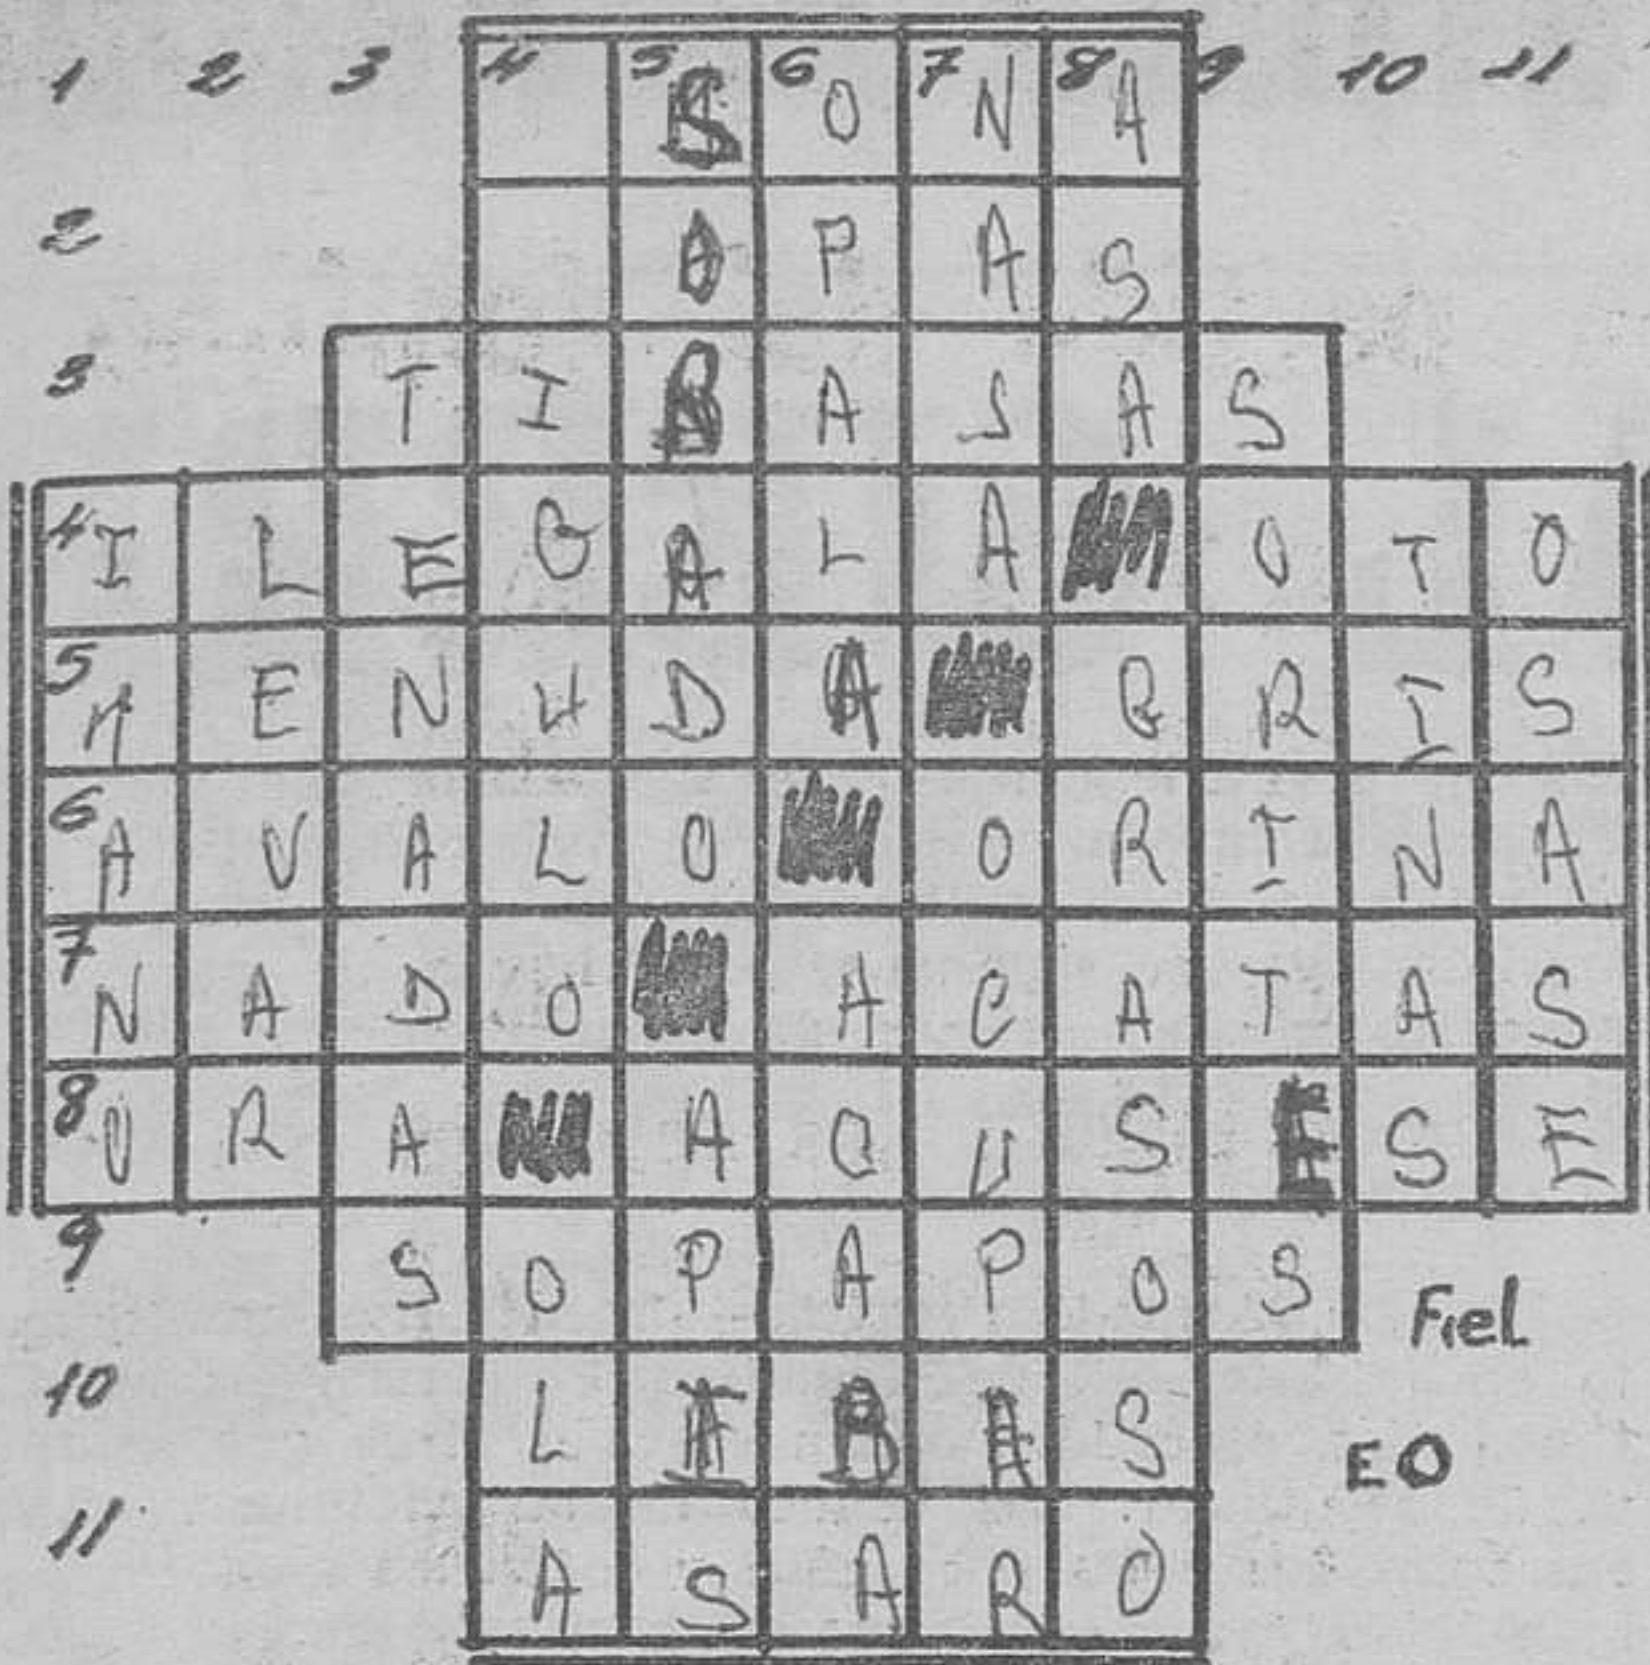 1 2 3 4 5 6 7 8 9 10 11
S O N A
2 P A S
3 T I B A S A S
4 I L E G A L A O T O
5 M E N U D A G R I S
6 A V A L O O R I N A
7 N A D O A C A T A S
8 U R A A C U S E S E
9 S O P A P O S
Fiel
10 L S
EO
11 A S A R O